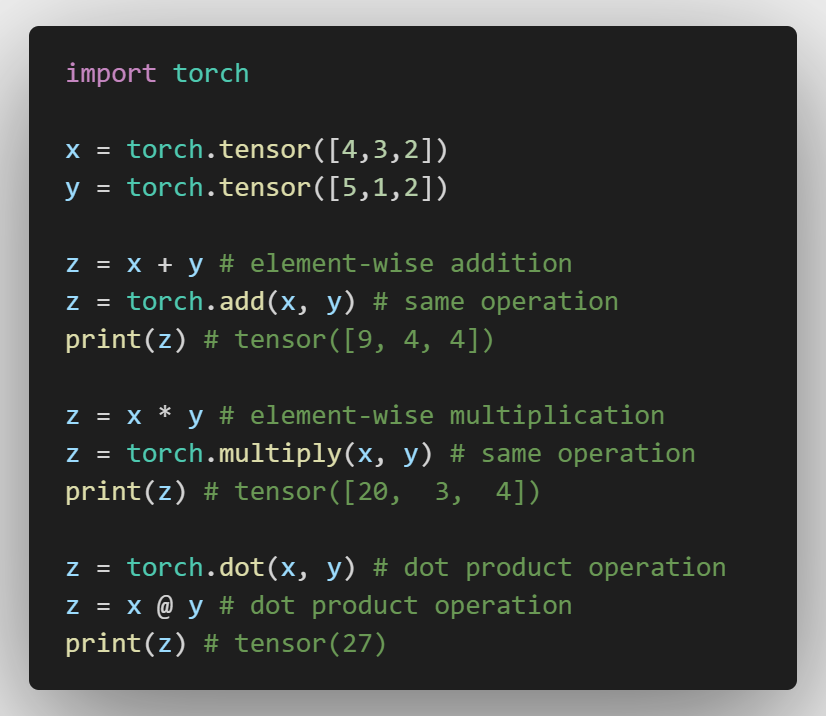 import torch

x = torch.tensor([4,3,2])
y = torch.tensor([5,1,2])

z = x + y # element-wise addition
z = torch.add(x, y) # same operation
print(z) # tensor([9, 4, 4])

z = x * y # element-wise multiplication
z = torch.multiply(x, y) # same operation
print(z) # tensor([20,  3,  4])

z = torch.dot(x, y) # dot product operation
z = x @ y # dot product operation
print(z) # tensor(27)